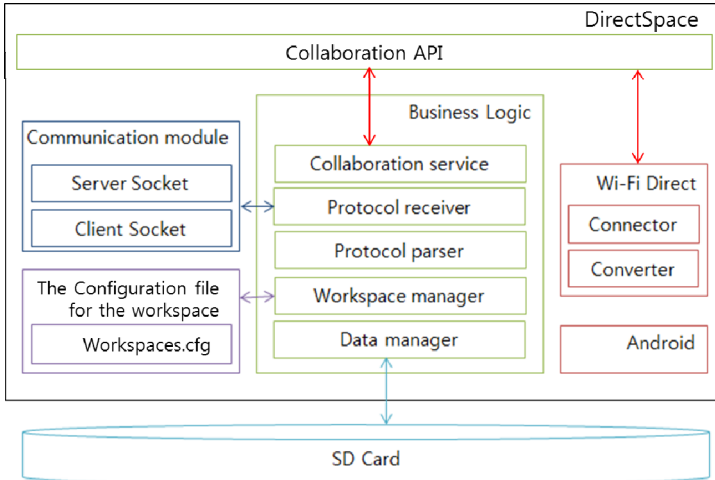 DirectSpace
Collaboration API
Business Logic
Communication module
Server Socket
Client Socket
The Configuration file
for the workspace
Workspaces.cfg
Collaboration service
Protocol receiver
Protocol parser
Workspace manager
Data manager
Wi-Fi Direct
Connector
Converter
Android
SD Card